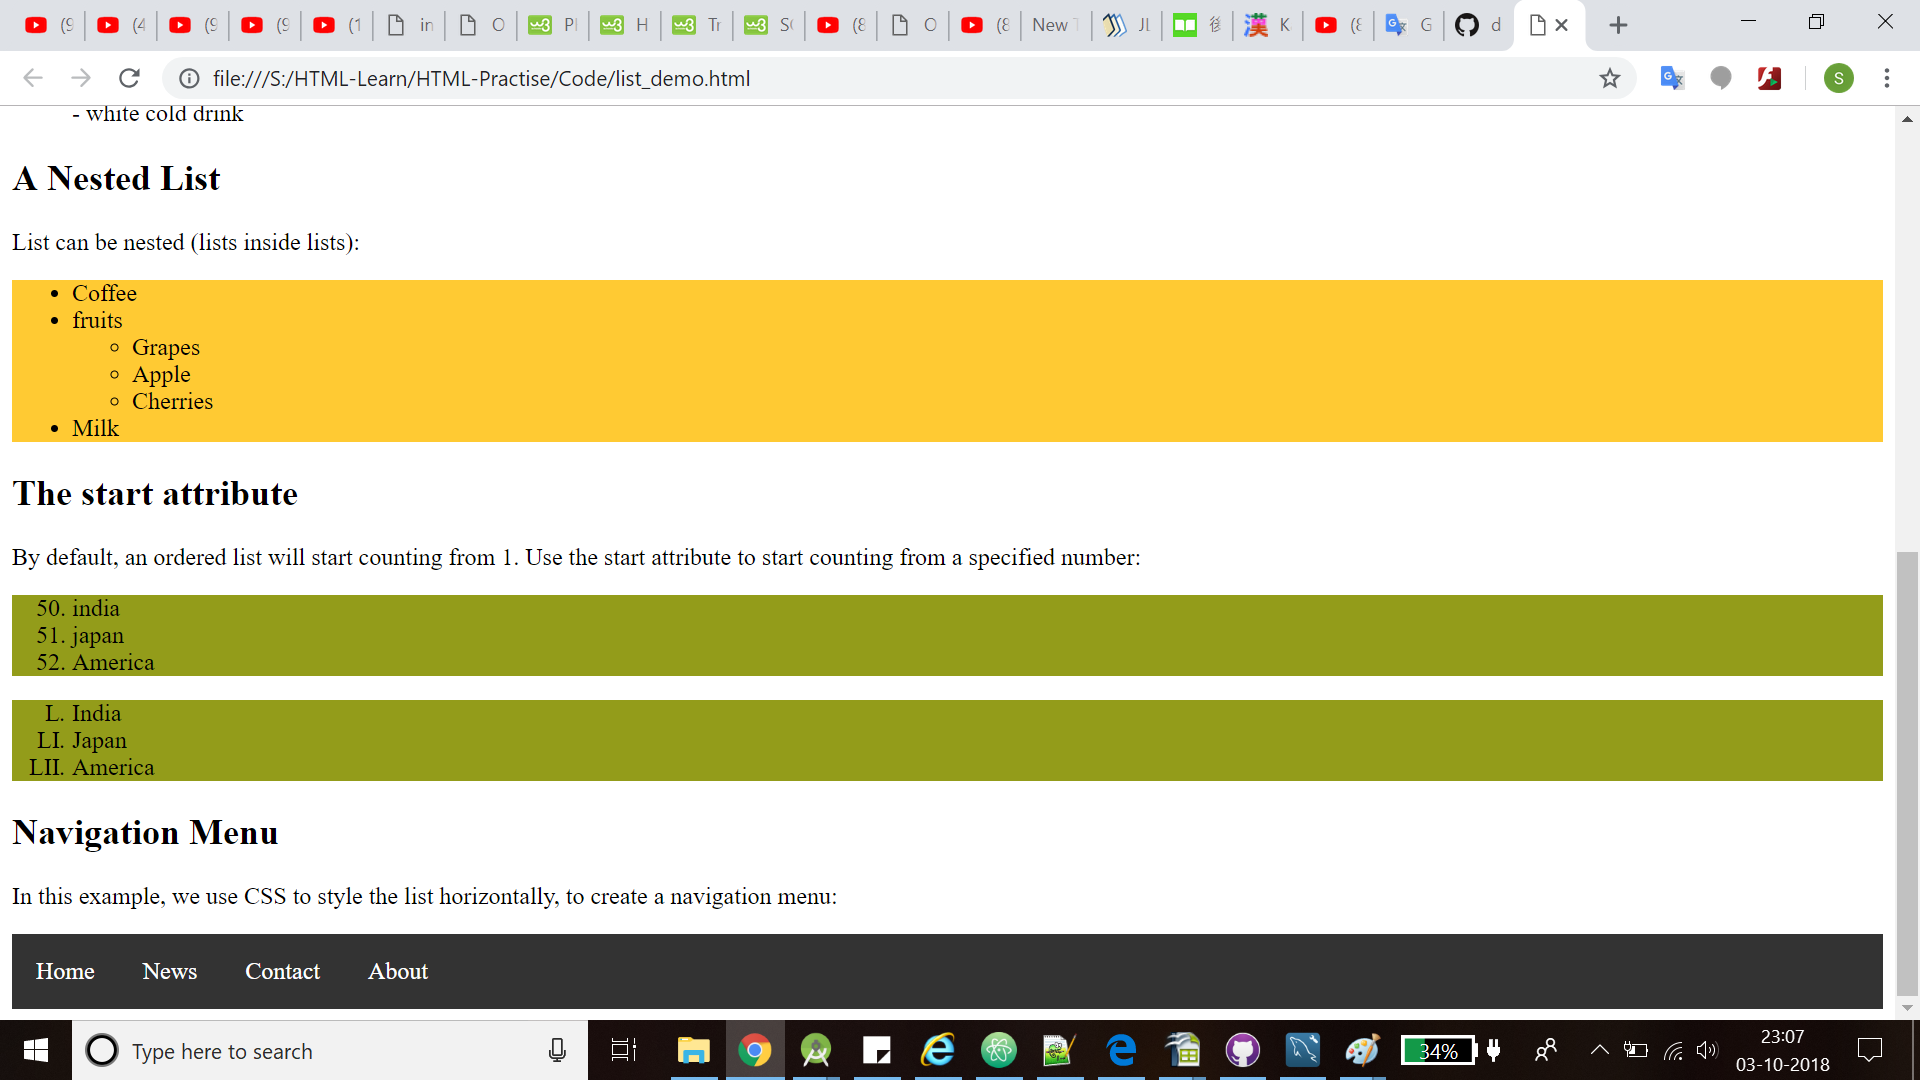 (9 (4 (9 (9 (1 in O Pl H Tr SC (8 O (8 New T JL 後 漢 K (8 G d
file:///S:/HTML-Learn/HTML-Practise/Code/list_demo.html
S
- white cold drink
A Nested List
List can be nested (lists inside lists):
• Coffee
• fruits
◦ Grapes
◦ Apple
◦ Cherries
• Milk
The start attribute
By default, an ordered list will start counting from 1. Use the start attribute to start counting from a specified number:
50. india
51. japan
52. America
L. India
LI. Japan
LII. America
Navigation Menu
In this example, we use CSS to style the list horizontally, to create a navigation menu:
Home News Contact About
Type here to search
34%
23:07
03-10-2018